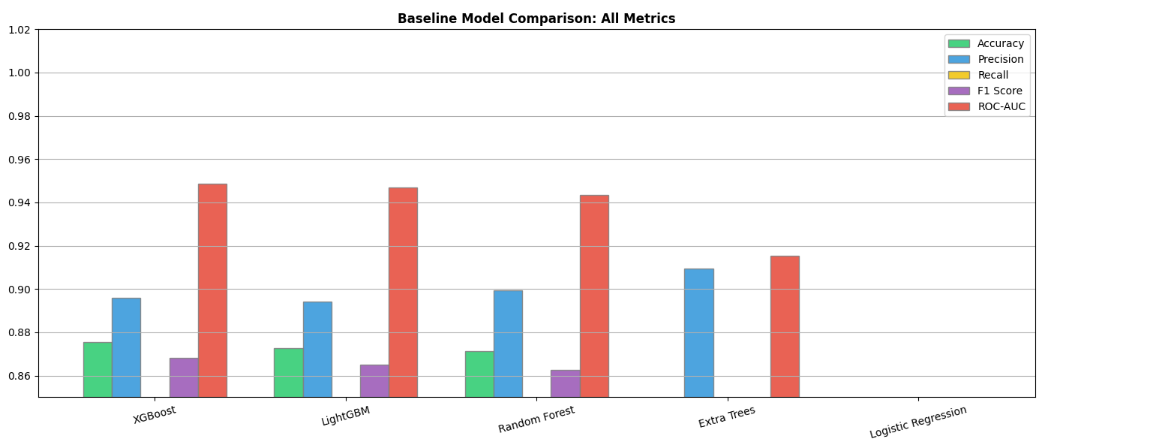 Baseline Model Comparison: All Metrics
1.02
1.00
0.98
0.96
0.94
0.92
0.90
0.88
0.86
Accuracy
Precision
Recall
F1 Score
ROC-AUC
XGBoost
LightGBM
Random Forest
Extra Trees
Logistic Regression